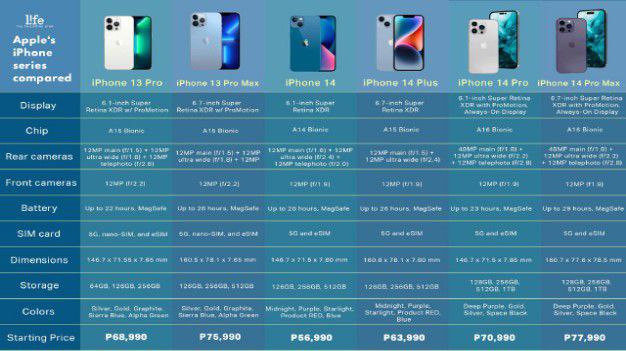 life
Apple's
iPhone
series
compared
iPhone 13 Pro
iPhone 13 Pro Max
iPhone 14
iPhone 14 Plus
iPhone 14 Pro
iPhone 14 Pro Max
Display
6.1-inch Super
Retina XDR w/ ProMotion
6.7-inch Super
Retina XDR w/ ProMotion
6.1-inch Super
Retina XDR
6.7-inch Super
Retina XDR
6.1-inch Super Retina
XDR with ProMotion,
Always-On Display
6.7-inch Super Retina
XDR with ProMotion,
Always-On Display
Chip
A15 Bionic
A15 Bionic
A14 Bionic
A15 Bionic
A16 Bionic
A16 Bionic
Rear cameras
12MP main (f/1.5) + 12MP
ultra wide (f/1.8) + 12MP
telephoto (f/2.8)
12MP main (f/1.5) + 12MP
ultra wide (f/1.8) + 12MP
12MP main (f/1.6) + 12MP
ultra wide (f/2.4) +
12MP telephoto (f/2.0)
12MP main (f/1.5) +
12MP ultra wide (f/2.4)
48MP main (f/1.8) +
12MP ultra wide (f/2.2)
+ 12MP telephoto (f/2.8)
48MP main (f/1.8) +
12MP ultra wide (f/2.2)
+ 12MP telephoto (f/2.8)
Front cameras
12MP (f/2.2)
12MP (f/2.2)
12MP (f/1.9)
12MP (f/1.9)
12MP (f/1.9)
12MP (f1.9)
Battery
Up to 22 hours, MagSafe
Up to 28 hours, MagSafe
Up to 20 hours, MagSafe
Up to 26 hours, MagSafe
Up to 23 hours, MagSafe
Up to 29 hours, MagSafe
SIM card
5G, nano-SIM, and eSIM
5G, nano-SIM, and eSIM
5G and eSIM
5G and eSIM
5G and eSIM
5G and eSIM
Dimensions
146.7 x 71.55 x 7.65 mm
160.5 x 78.1 x 7.65 mm
146.7 x 71.5 x 7.80 mm
160.8 x 78.1 x 7.80 mm
146.7 x 71.5 x 7.85 mm
160.7 x 77.6 x 78.5 mm
Storage
64GB, 128GB, 256GB
128GB, 256GB, 512GB
126GB, 256GB, 512GB
126GB, 256GB, 512GB
128GB, 256GB,
512GB, 1TB
128GB, 256GB,
512GB, 1TB
Colors
Silver, Gold, Graphite,
Sierra Blue, Alpha Green
Silver, Gold, Graphite,
Sierra Blue, Alpha Green
Midnight, Purple, Starlight,
Product RED, Blue
Midnight, Purple,
Starlight, Product RED,
Blue
Deep Purple, Gold,
Silver, Space Black
Deep Purple, Gold,
Silver, Space Black
Starting Price
₱68,990
₱75,990
₱56,990
₱63,990
₱70,990
₱77,990